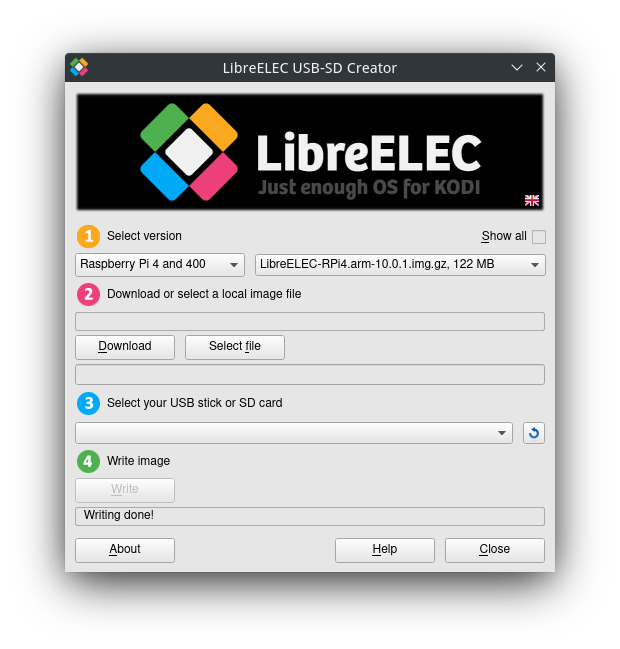 LibreELEC USB-SD Creator
LibreELEC
Just enough OS for KODI
1 Select version Show all
Raspberry Pi 4 and 400 LibreELEC-RPi4.arm-10.0.1.img.gz, 122 MB
2 Download or select a local image file
Download Select file
3 Select your USB stick or SD card
4 Write image
Write
Writing done!
About Help Close